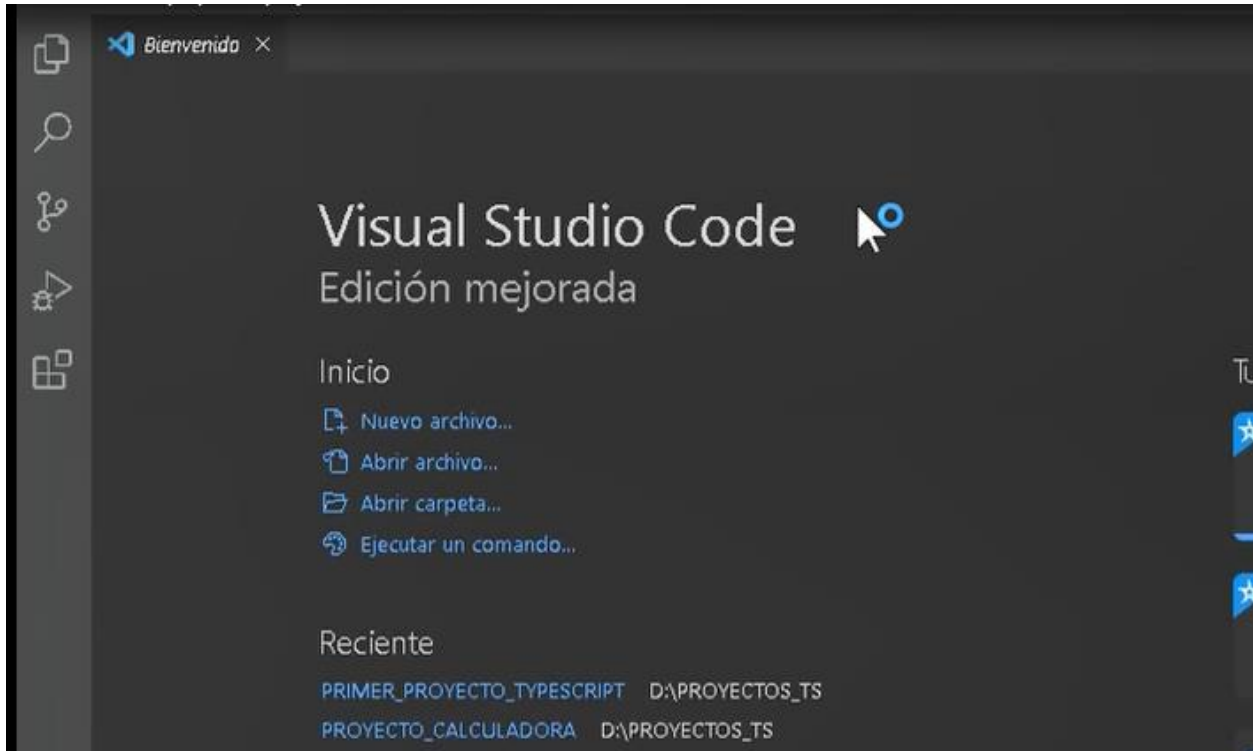 Bienvenido
Visual Studio Code
Edición mejorada
Inicio
Nuevo archivo...
Abrir archivo...
Abrir carpeta...
Ejecutar un comando...
Reciente
PRIMER_PROYECTO_TYPESCRIPT D:\PROYECTOS_TS
PROYECTO_CALCULADORA D:\PROYECTOS_TS